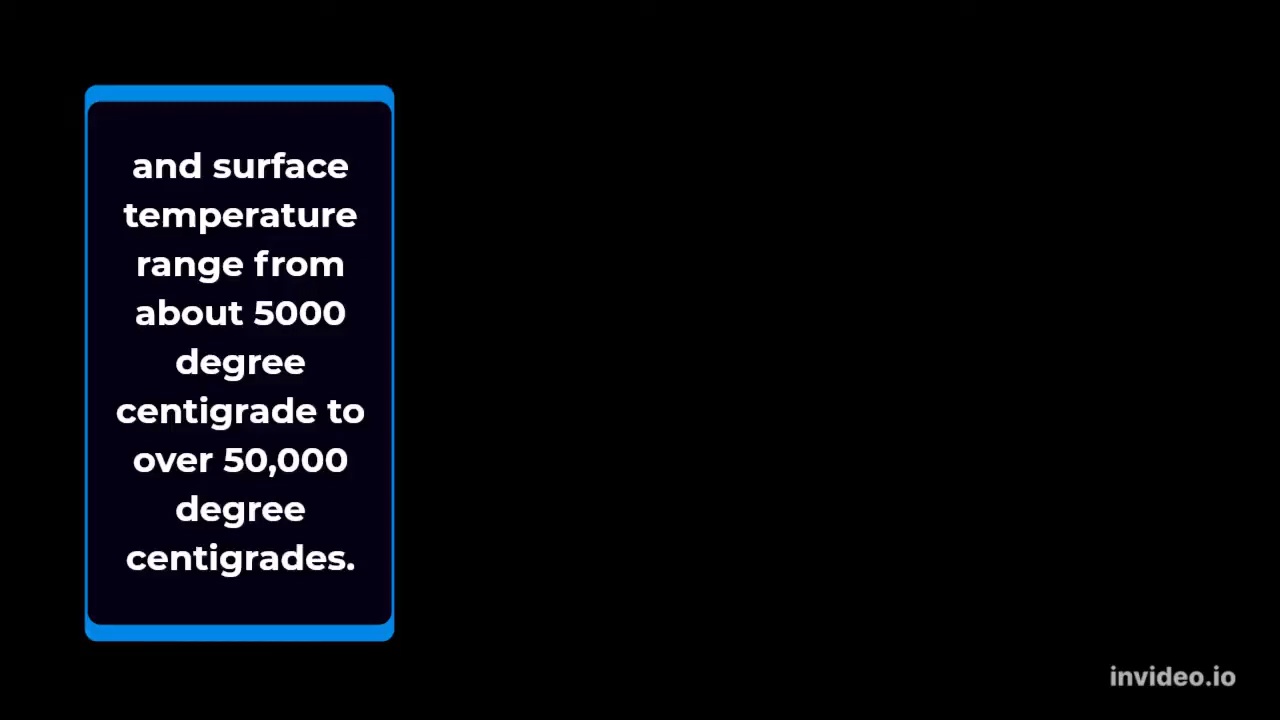 and surface
temperature
range from
about 5000
degree
centigrade to
over 50,000
degree
centigrades.
invideo.io